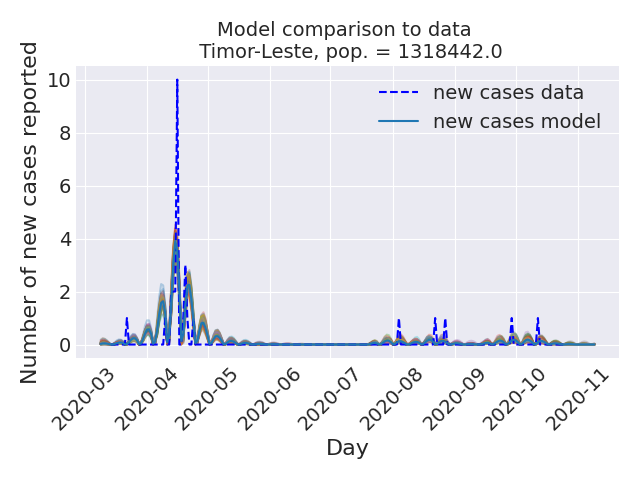 Model comparison to data
Timor-Leste, pop. = 1318442.0
Number of new cases reported
10
8
6
4
2
0
new cases data
new cases model
2020-03
2020-04
2020-05
2020-06
2020-07
2020-08
2020-09
2020-10
2020-11
Day